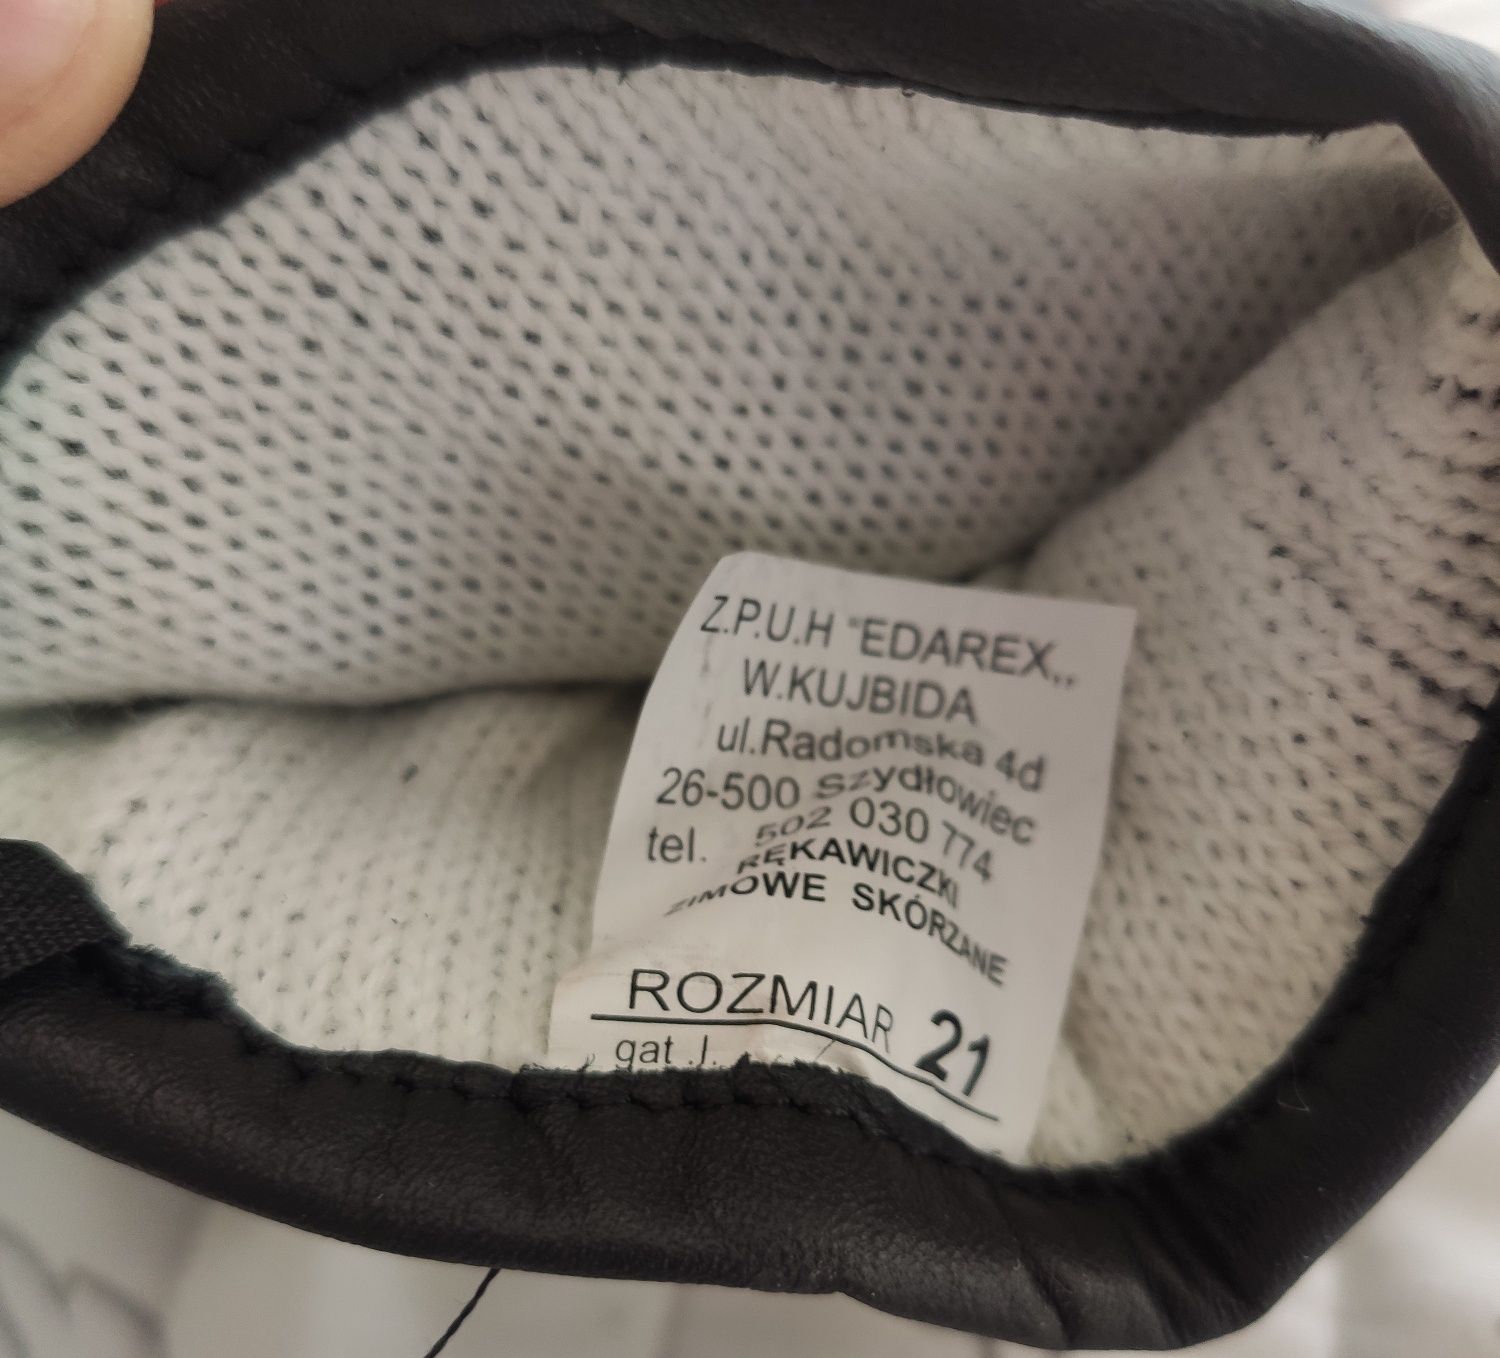 Z.P.U.H "EDAREX„
W.KUJBIDA
ul.Radomska 4d
26-500 Szydłowiec
tel. 502 030 774
RĘKAWICZKI
ZIMOWE SKÓRZANE
ROZMIAR 21
gat .I.